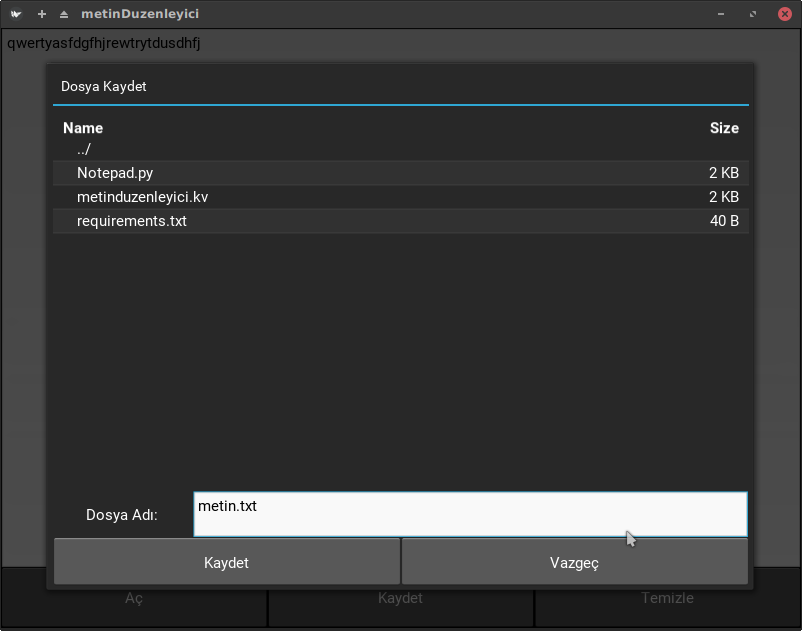 metinDuzenleyici
qwertyasfdgfhjrewtrytdusdhfj
Dosya Kaydet
Name Size
../
Notepad.py 2 KB
metinduzenleyici.kv 2 KB
requirements.txt 40 B
Dosya Adı: metin.txt
Kaydet Vazgeç
Aç Kaydet Temizle